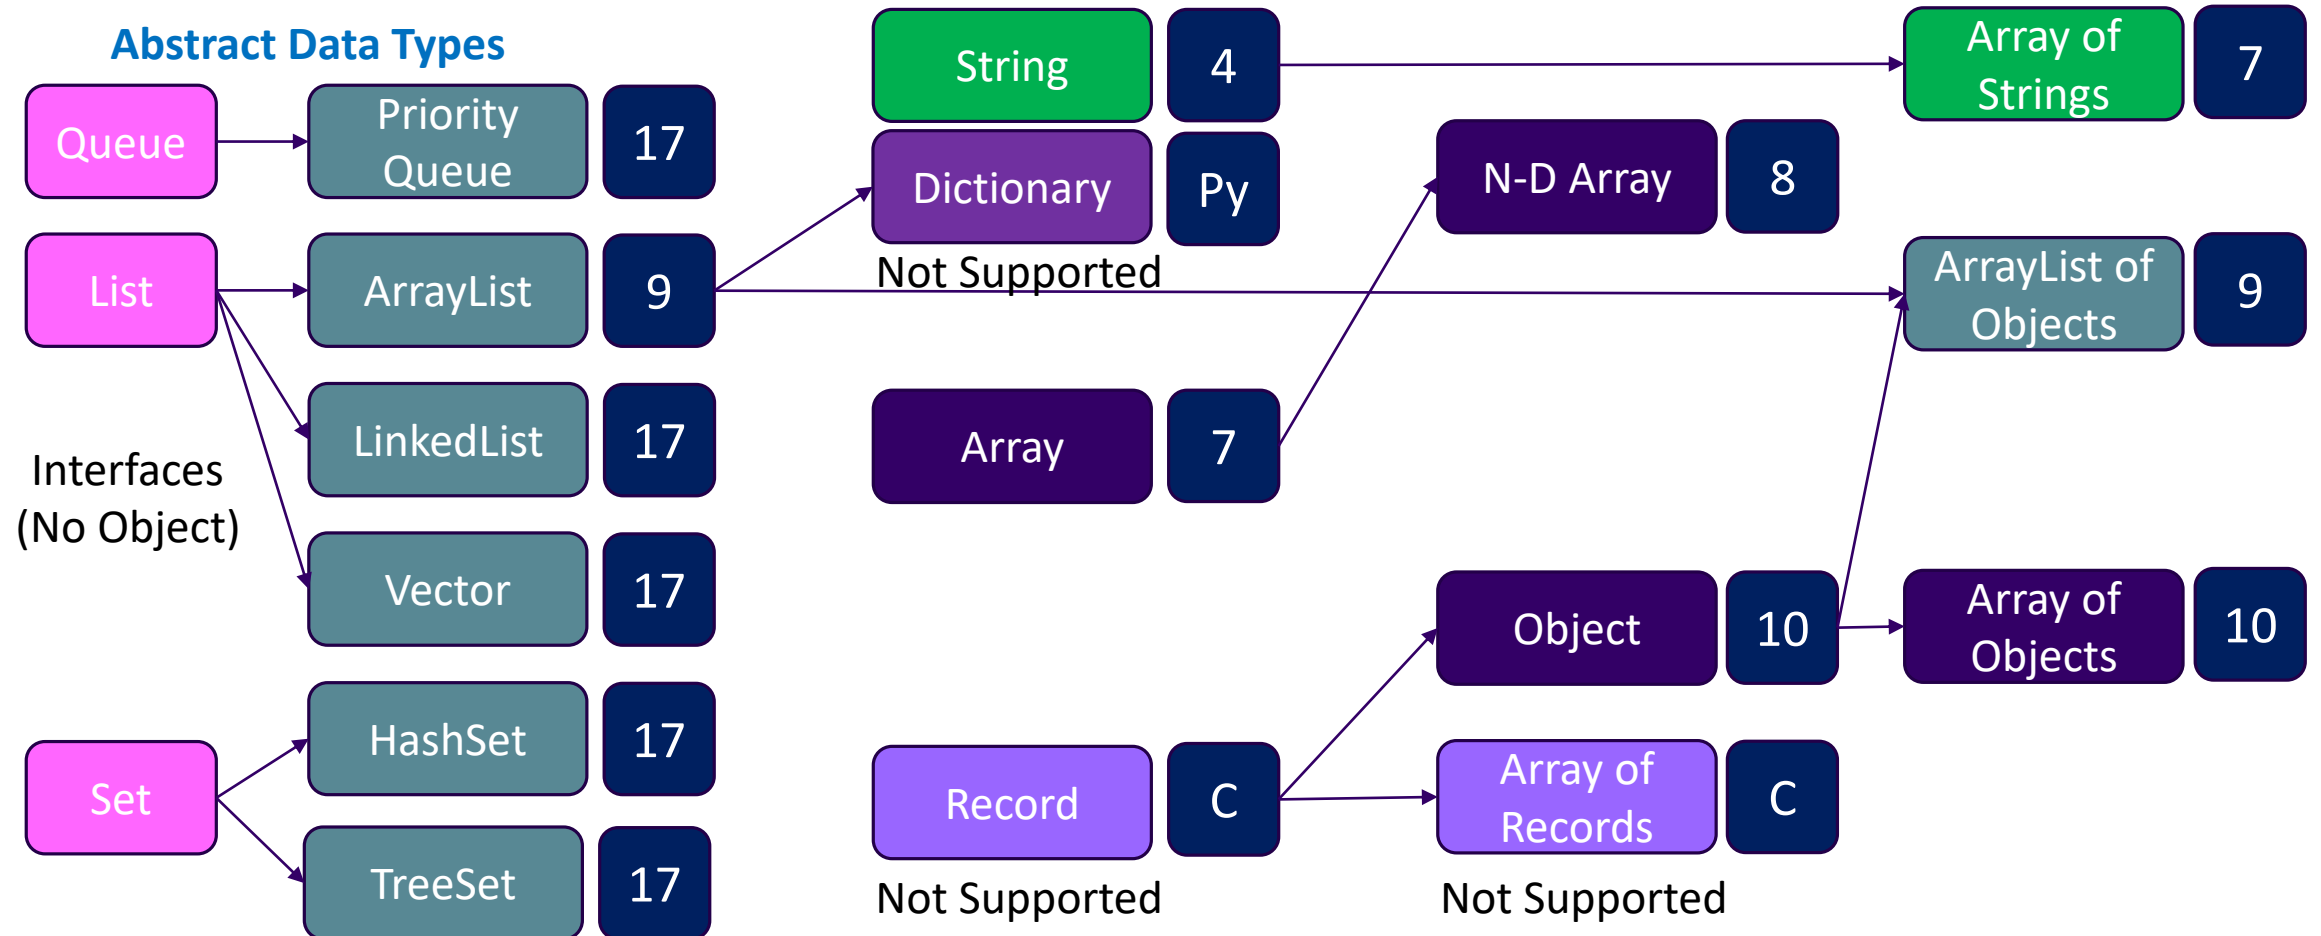 Abstract Data Types
Queue
Priority
Queue
17
List
ArrayList
9
LinkedList
17
Interfaces
(No Object)
Vector
17
Set
HashSet
17
TreeSet
17
String
4
Dictionary
Py
Not Supported
Array
7
Record
C
Not Supported
N-D Array
8
Object
10
Array of
Records
C
Not Supported
Array of
Strings
7
ArrayList of
Objects
9
Array of
Objects
10